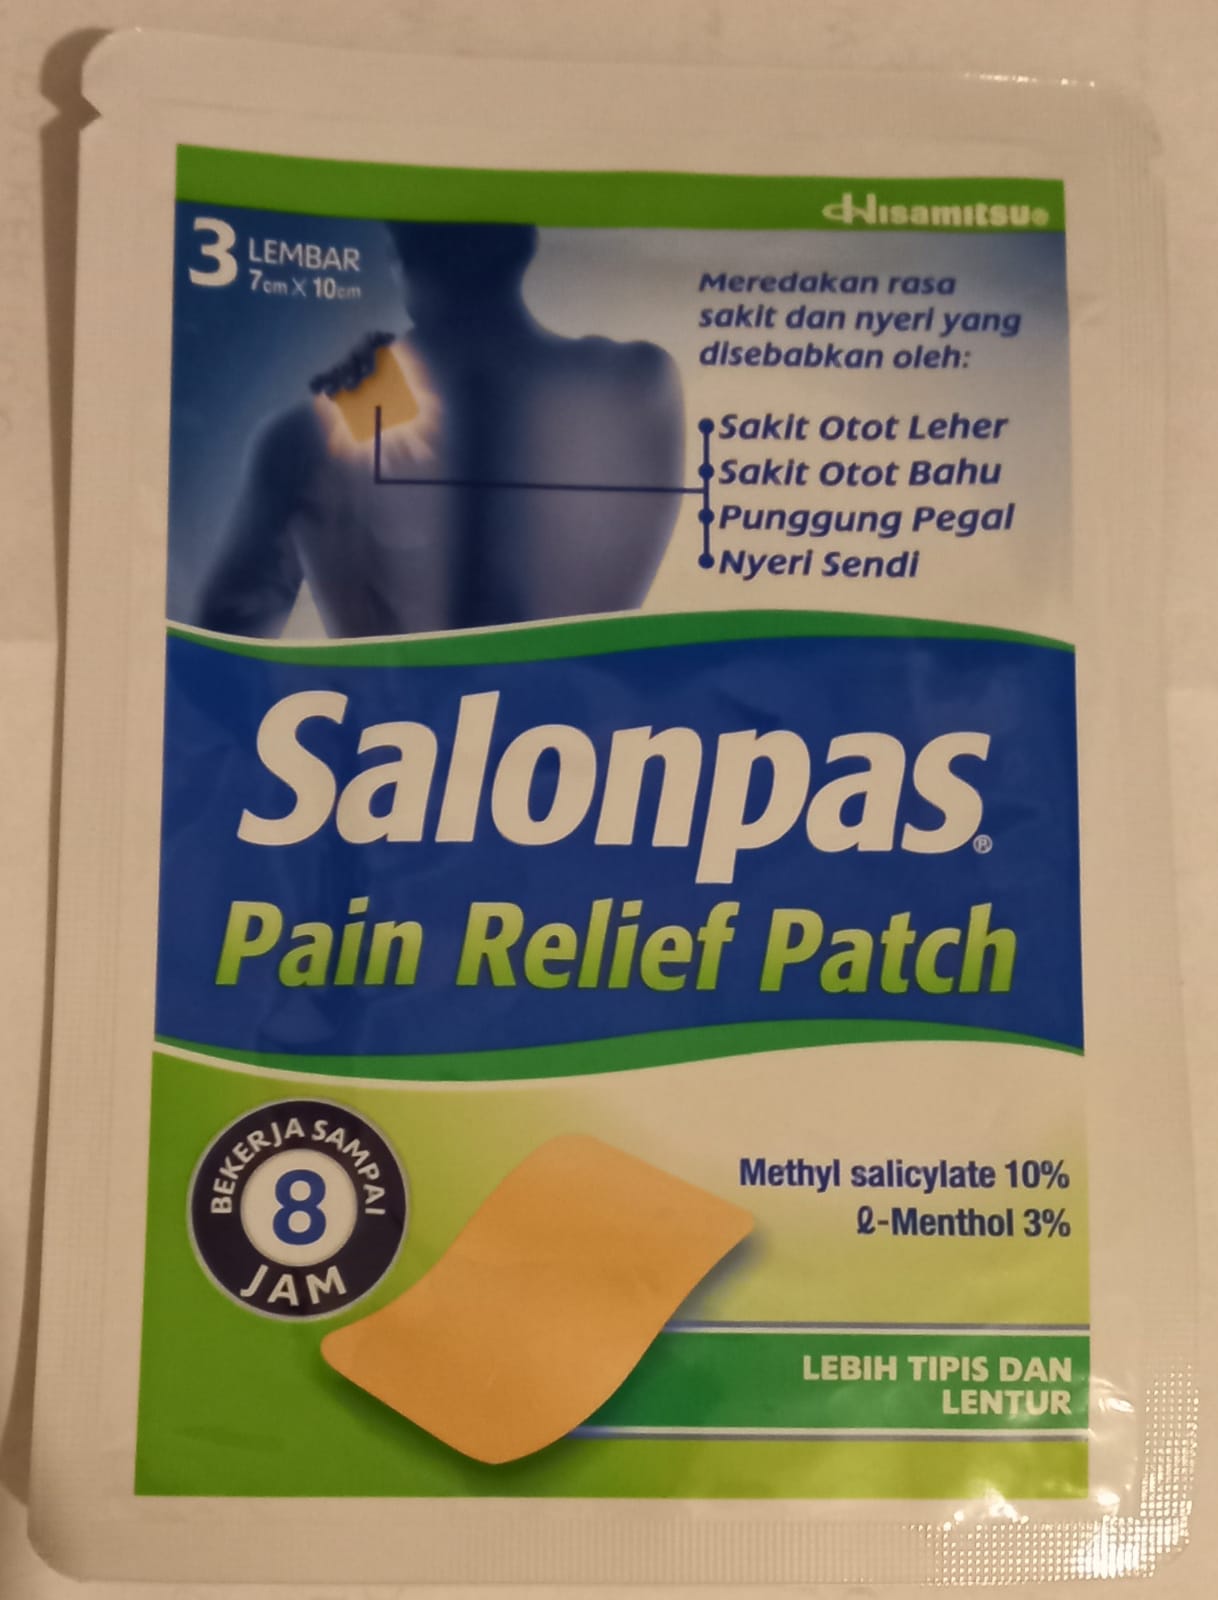 Hisamitsu®
3 LEMBAR
7cm X 10cm
Meredakan rasa
sakit dan nyeri yang
disebabkan oleh:
Sakit Otot Leher
Sakit Otot Bahu
Punggung Pegal
Nyeri Sendi
Salonpas®
Pain Relief Patch
BEKERJA SAMPAI
8
JAM
Methyl salicylate 10%
ℓ-Menthol 3%
LEBIH TIPIS DAN
LENTUR